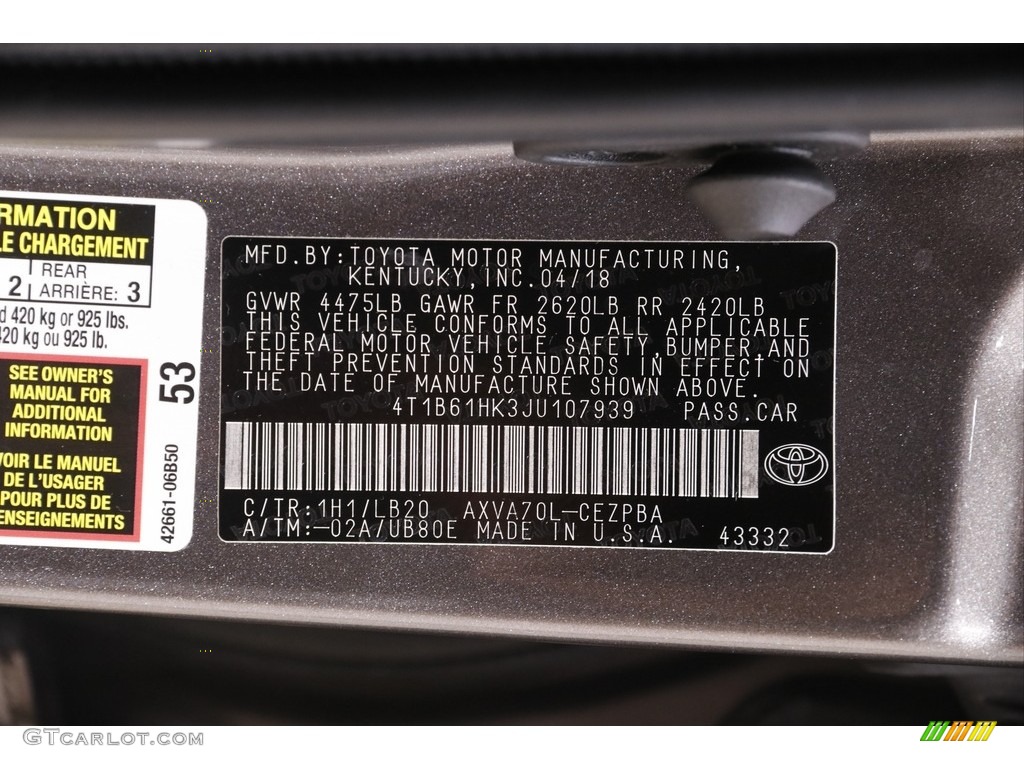 RMATION
LE CHARGEMENT
2 REAR
ARRIÈRE: 3
d 420 kg or 925 lbs.
420 kg ou 925 lb.
SEE OWNER'S
MANUAL FOR
ADDITIONAL
INFORMATION
VOIR LE MANUEL
DE L'USAGER
POUR PLUS DE
RENSEIGNEMENTS
53
42661-06B50
MFD.BY:TOYOTA MOTOR MANUFACTURING,
KENTUCKY,INC.04/18
GVWR 4475LB GAWR FR 2620LB RR 2420LB
THIS VEHICLE CONFORMS TO ALL APPLICABLE
FEDERAL MOTOR VEHICLE SAFETY,BUMPER,AND
THEFT PREVENTION STANDARDS IN EFFECT ON
THE DATE OF MANUFACTURE SHOWN ABOVE.
4T1B61HK3JU107939 PASS.CAR
C/TR:1H1/LB20 AXVA70L-CEZPBA
A/TM:-02A/UB80E MADE IN U.S.A. 43332
GTcarlot.com